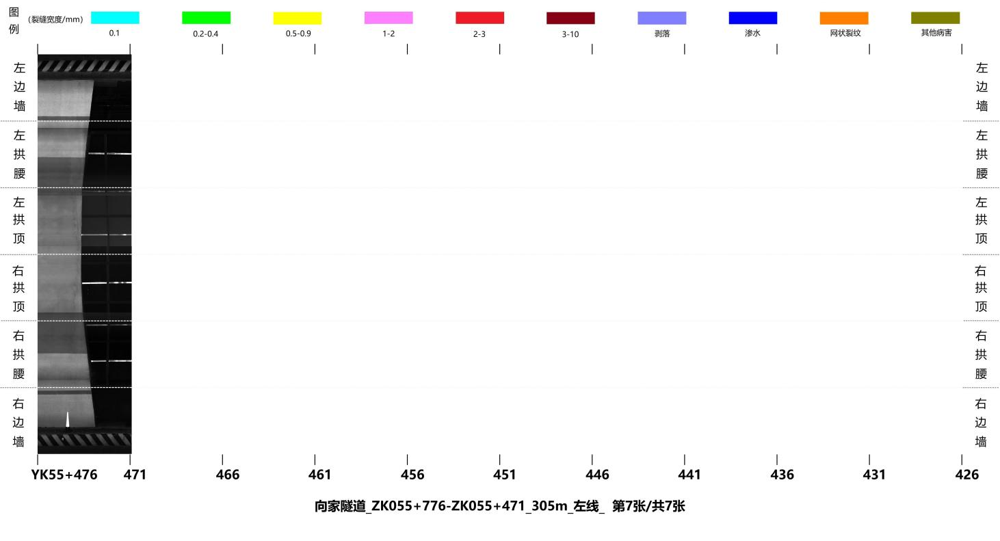 图例 (裂缝宽度/mm)
0.1 0.2-0.4 0.5-0.9 1-2 2-3 3-10 剥落 渗水 网状裂纹 其他病害
左边墙 左边墙
左拱腰 左拱腰
左拱顶 左拱顶
右拱顶 右拱顶
右拱腰 右拱腰
右边墙 右边墙
YK55+476 471 466 461 456 451 446 441 436 431 426
向家隧道_ZK055+776-ZK055+471_305m_左线_ 第7张/共7张